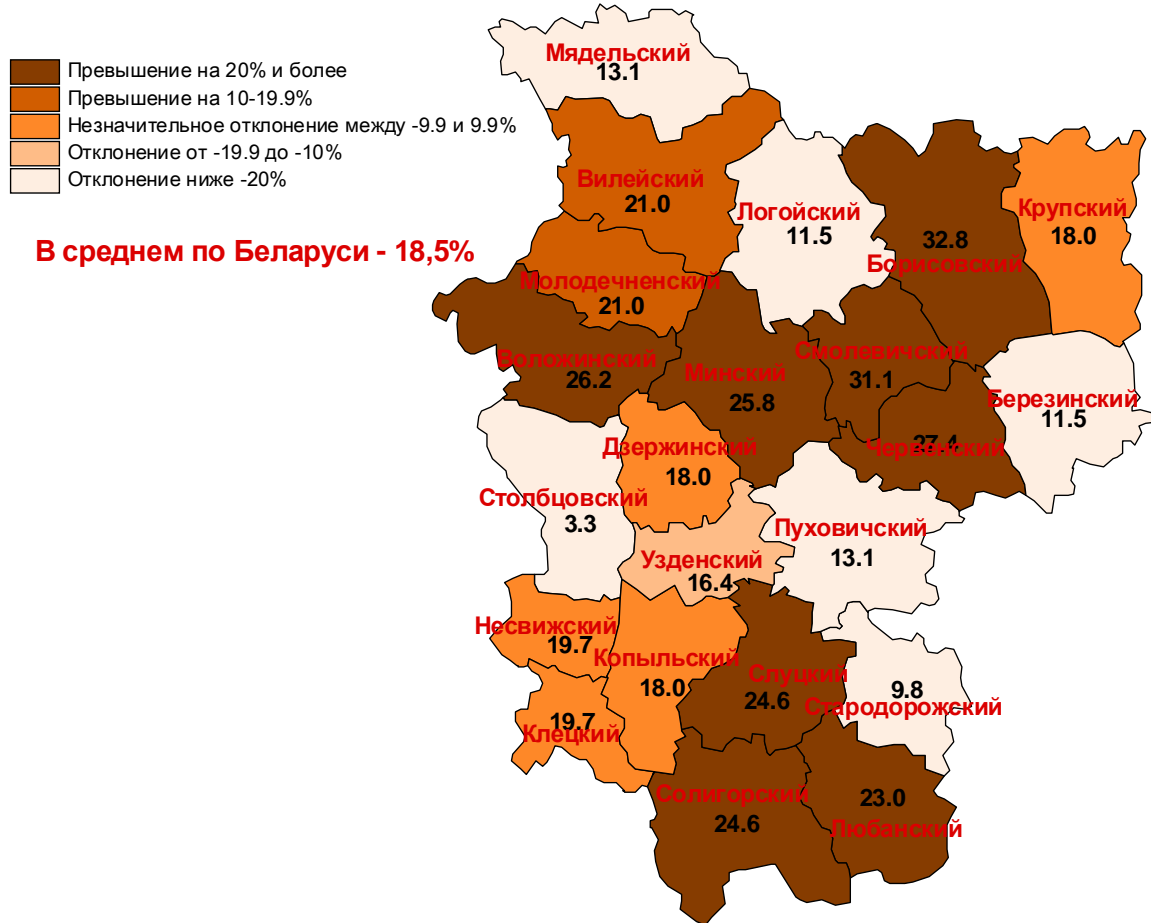 Превышение на 20% и более
Превышение на 10-19.9%
Незначительное отклонение между -9.9 и 9.9%
Отклонение от -19.9 до -10%
Отклонение ниже -20%
В среднем по Беларуси - 18,5%
Мядельский
13.1
Вилейский
21.0
Логойский
11.5
32.8
Борисовский
Крупский
18.0
Молодечненский
21.0
Воложинский
26.2
Минский
25.8
Смолевичский
31.1
Березинский
11.5
27.4
Червенский
Дзержинский
18.0
Столбцовский
3.3
Пуховичский
13.1
Узденский
16.4
Несвижский
19.7
Копыльский
18.0
Слуцкий
24.6
9.8
Стародорожский
19.7
Клецкий
Солигорский
24.6
23.0
Любанский